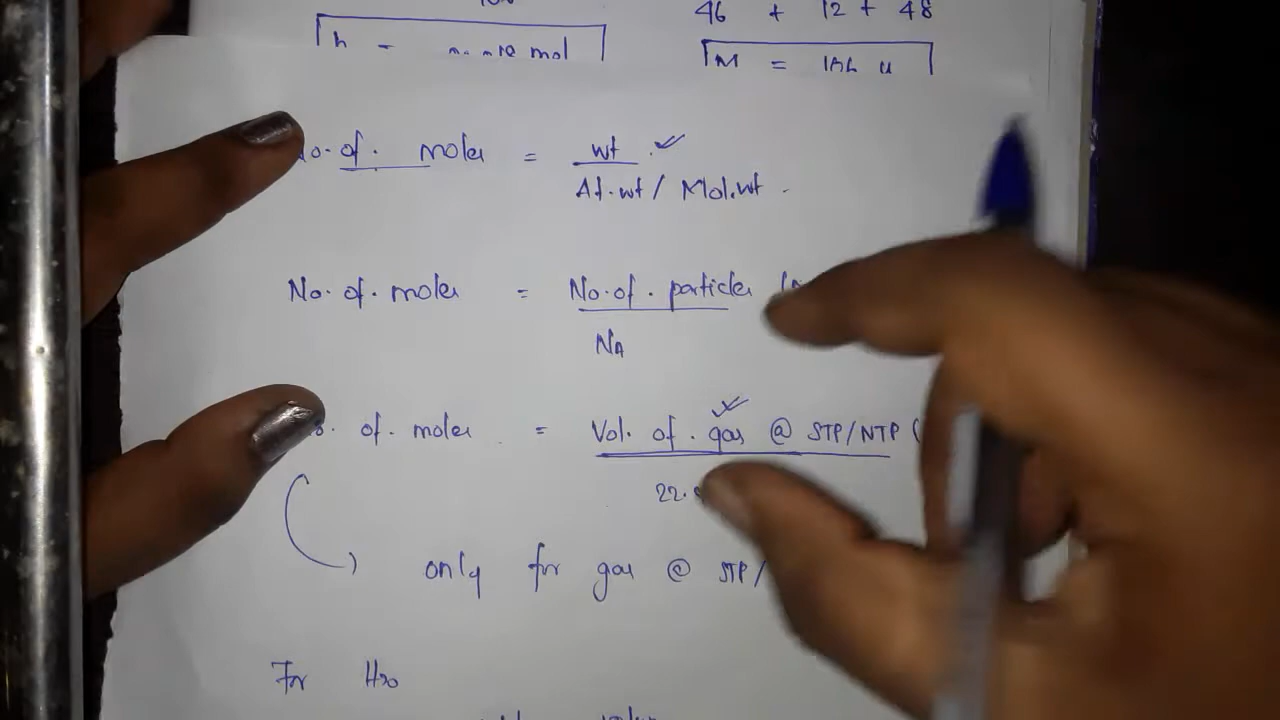 46 + 12 + 48
n = mol
M = u
No. of. moles = wt
At.wt / Mol.wt
No. of. moles = No. of. particles
NA
of. moles = Vol. of. gas @ STP/NTP (
22.
only for gas @ STP/
For H2O